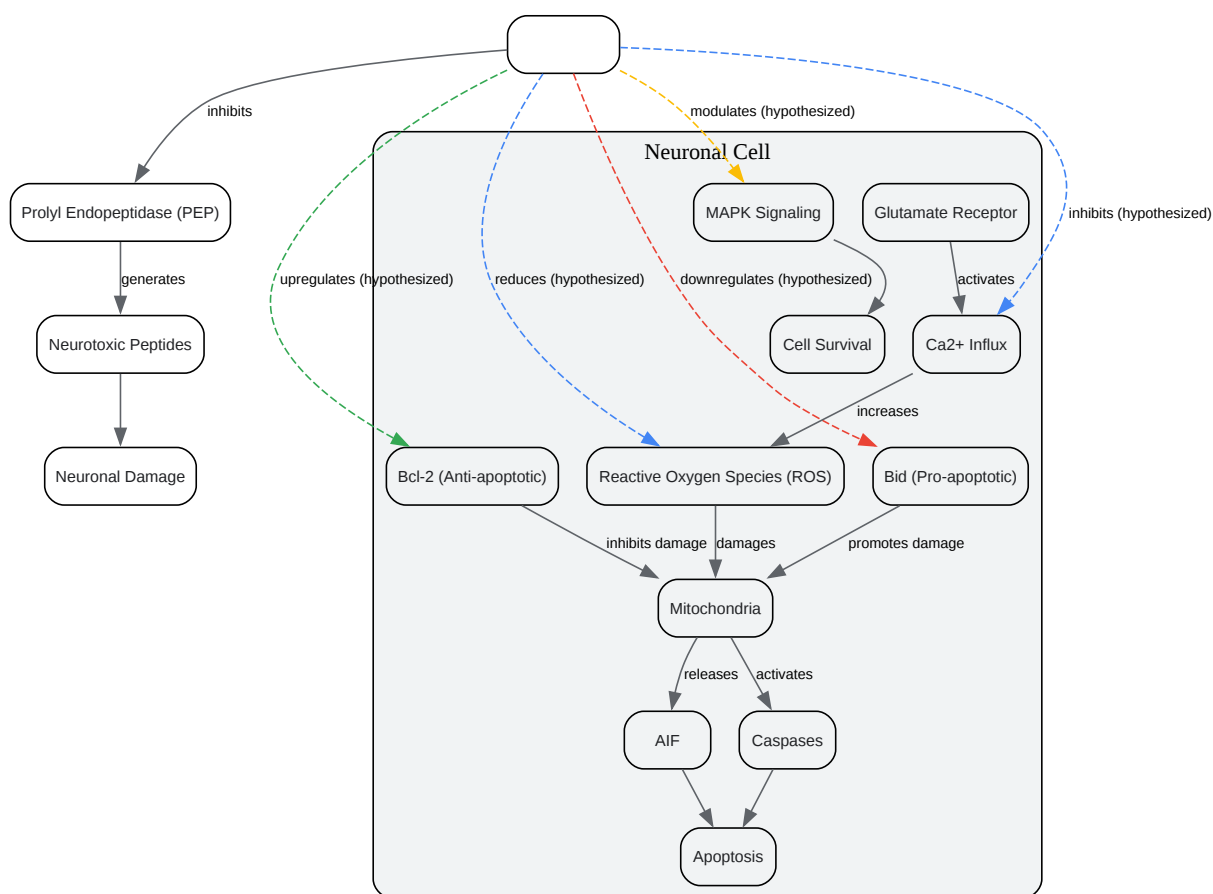 inhibits
modulates (hypothesized)
Neuronal Cell
Prolyl Endopeptidase (PEP)
MAPK Signaling
Glutamate Receptor
inhibits (hypothesized)
generates
upregulates (hypothesized)
reduces (hypothesized)
downregulates (hypothesized)
activates
Neurotoxic Peptides
Cell Survival
Ca2+ Influx
increases
Neuronal Damage
Bcl-2 (Anti-apoptotic)
Reactive Oxygen Species (ROS)
Bid (Pro-apoptotic)
inhibits damage
damages
promotes damage
Mitochondria
releases
activates
AIF
Caspases
Apoptosis